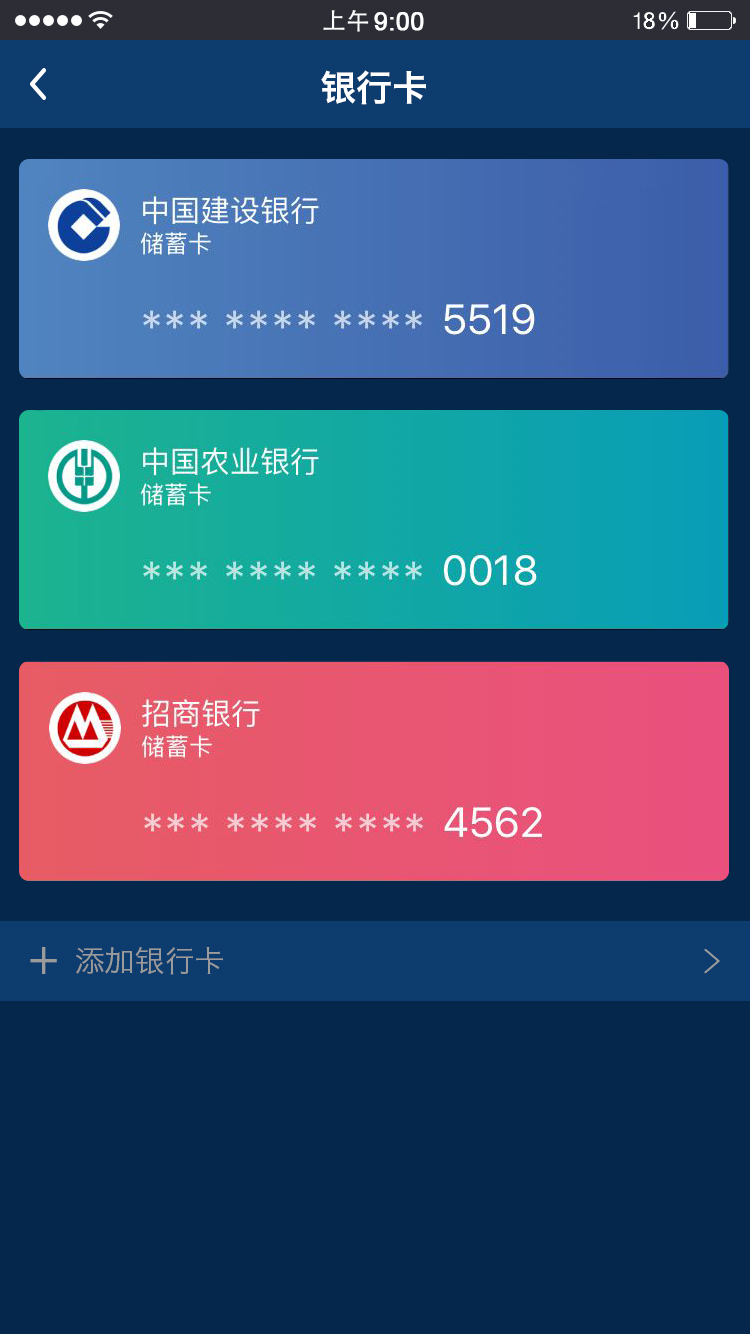 上午9:00
18%
银行卡
中国建设银行
储蓄卡
*** **** **** 5519
中国农业银行
储蓄卡
*** **** **** 0018
招商银行
储蓄卡
*** **** **** 4562
+ 添加银行卡